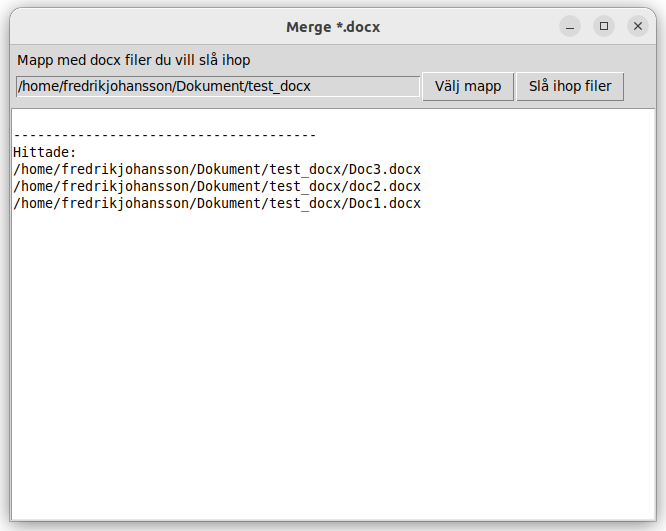 Merge *.docx
Mapp med docx filer du vill slå ihop
/home/fredrikjohansson/Dokument/test_docx
Välj mapp
Slå ihop filer
--------------------------------------
Hittade:
/home/fredrikjohansson/Dokument/test_docx/Doc3.docx
/home/fredrikjohansson/Dokument/test_docx/doc2.docx
/home/fredrikjohansson/Dokument/test_docx/Doc1.docx